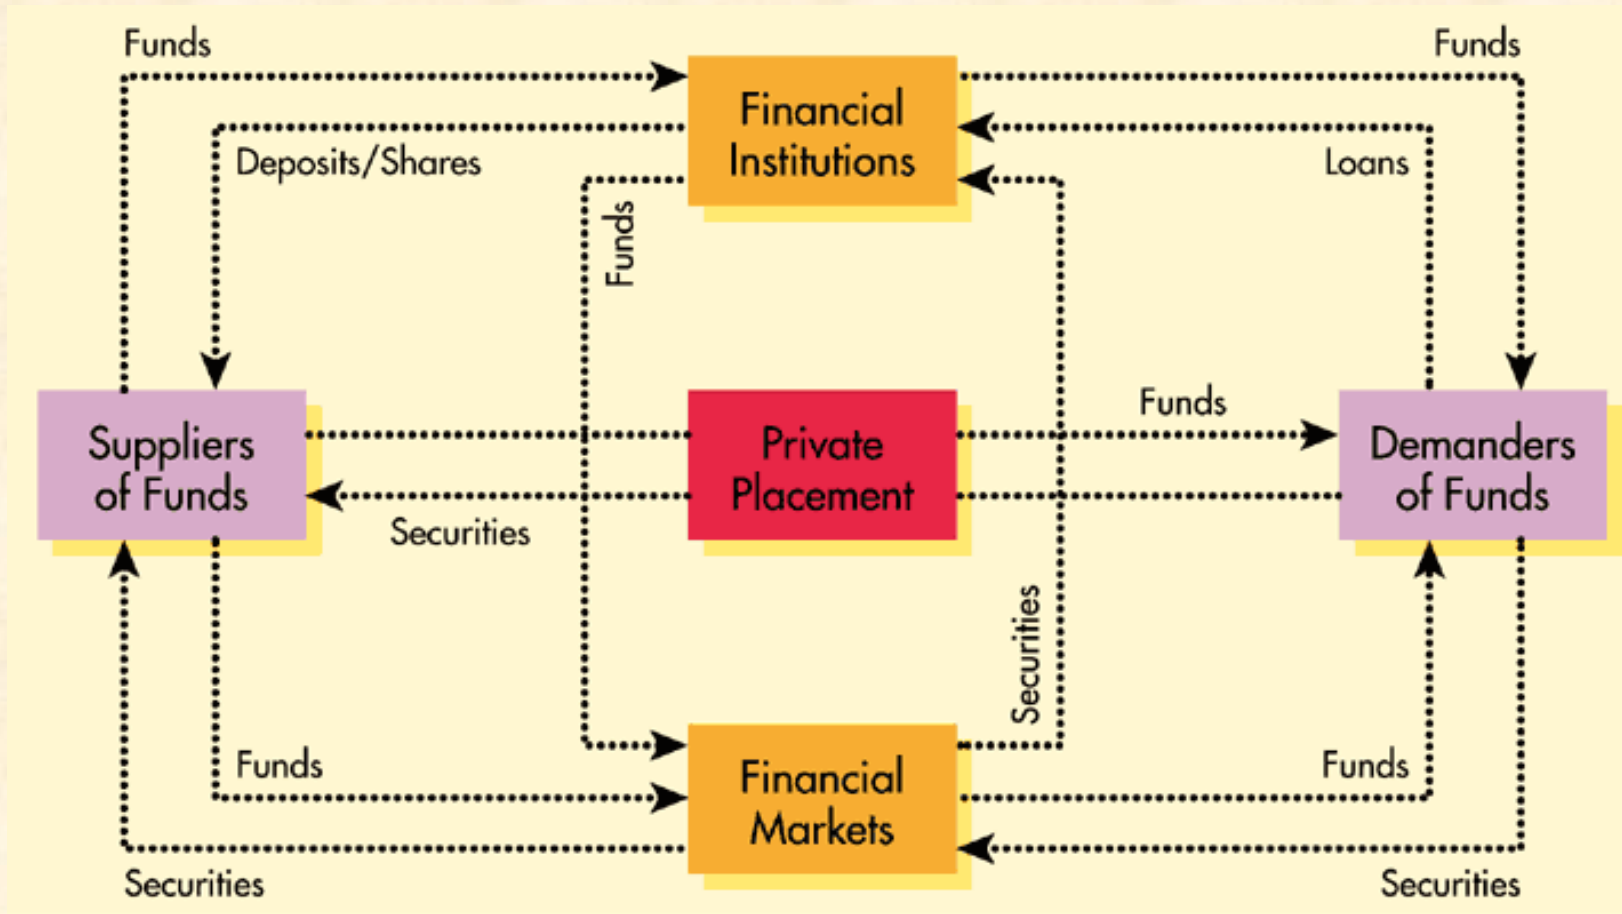 Funds
Funds
Financial
Institutions
Deposits/Shares
Loans
Funds
Suppliers
of Funds
Private
Placement
Funds
Demanders
of Funds
Securities
Securities
Funds
Financial
Markets
Funds
Securities
Securities